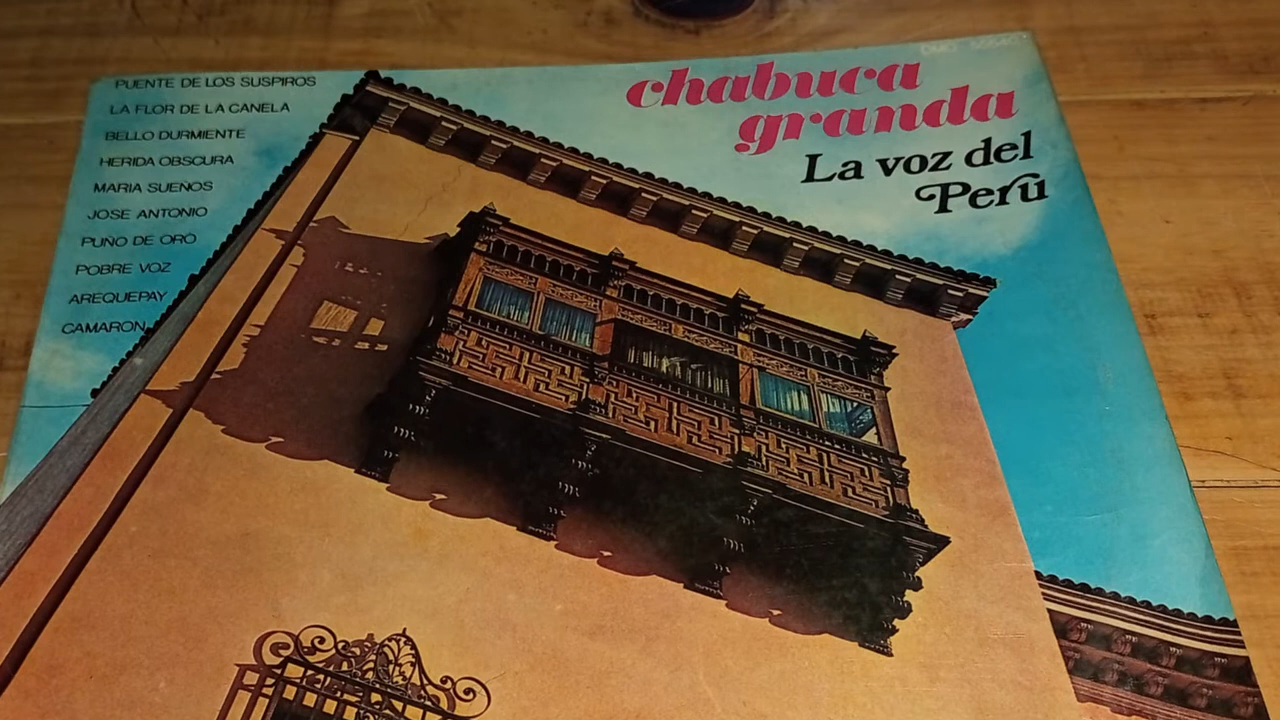 PUENTE DE LOS SUSPIROS
LA FLOR DE LA CANELA
BELLO DURMIENTE
HERIDA OBSCURA
MARIA SUEÑOS
JOSE ANTONIO
PUÑO DE ORO
POBRE VOZ
AREQUEPAY
CAMARON
chabuca
granda
La voz del
Perú